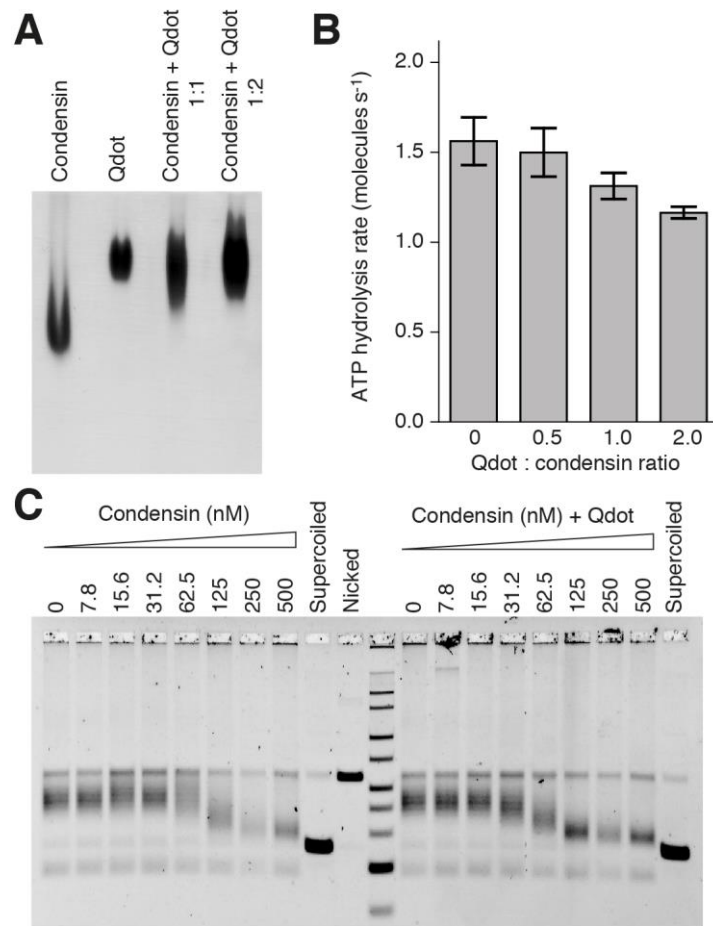 A
Condensin
Qdot
Condensin + Qdot
1:1
Condensin + Qdot
1:2
B
ATP hydrolysis rate (molecules s⁻¹)
2.0
1.5
1.0
0.5
0.0
0 0.5 1.0 2.0
Qdot : condensin ratio
C
Condensin (nM)
0 7.8 15.6 31.2 62.5 125 250 500 Supercoiled Nicked
Condensin (nM) + Qdot
0 7.8 15.6 31.2 62.5 125 250 500 Supercoiled